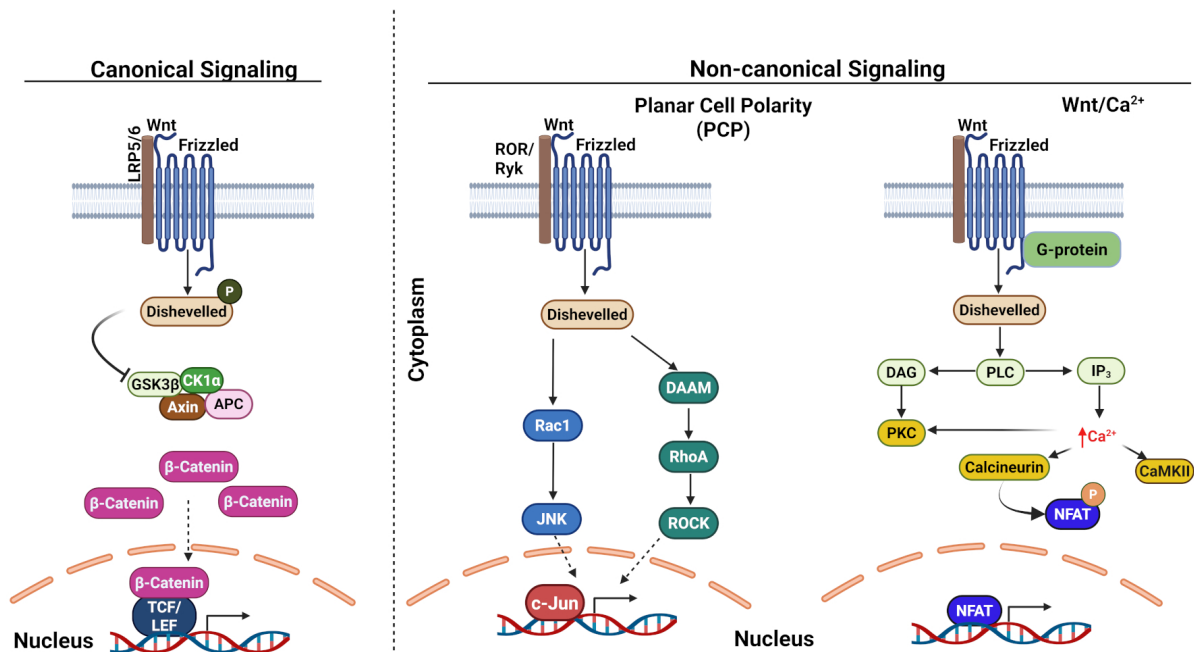 Canonical Signaling
LRP5/6
Wnt
Frizzled
P
Dishevelled
GSK3β
CK1α
Axin
APC
β-Catenin
β-Catenin
β-Catenin
β-Catenin
TCF/
LEF
Nucleus
Cytoplasm
Non-canonical Signaling
Planar Cell Polarity
(PCP)
ROR/
Ryk
Wnt
Frizzled
Dishevelled
DAAM
Rac1
RhoA
JNK
ROCK
c-Jun
Nucleus
Wnt/Ca²⁺
Wnt
Frizzled
G-protein
Dishevelled
DAG
PLC
IP₃
PKC
Ca²⁺
Calcineurin
CaMKII
P
NFAT
NFAT